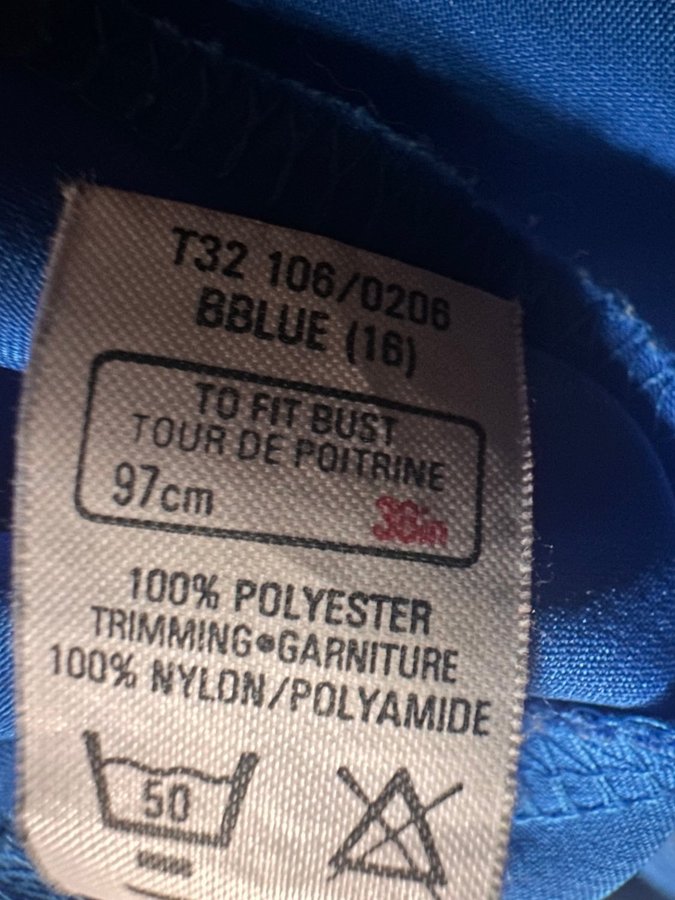 T32 106/0206
BBLUE (16)
TO FIT BUST
TOUR DE POITRINE
97cm 38in
100% POLYESTER
TRIMMING•GARNITURE
100% NYLON/POLYAMIDE
50